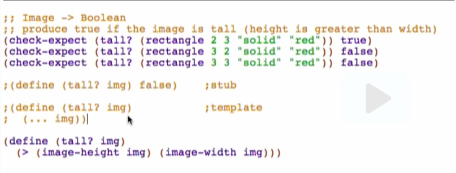 ;; Image -> Boolean
;; produce true if the image is tall (height is greater than width)
(check-expect (tall? (rectangle 2 3 "solid" "red")) true)
(check-expect (tall? (rectangle 3 2 "solid" "red")) false)
(check-expect (tall? (rectangle 3 3 "solid" "red")) false)
;(define (tall? img) false)    ;stub
;(define (tall? img)           ;template
;  (... img))
(define (tall? img)
  (> (image-height img) (image-width img)))